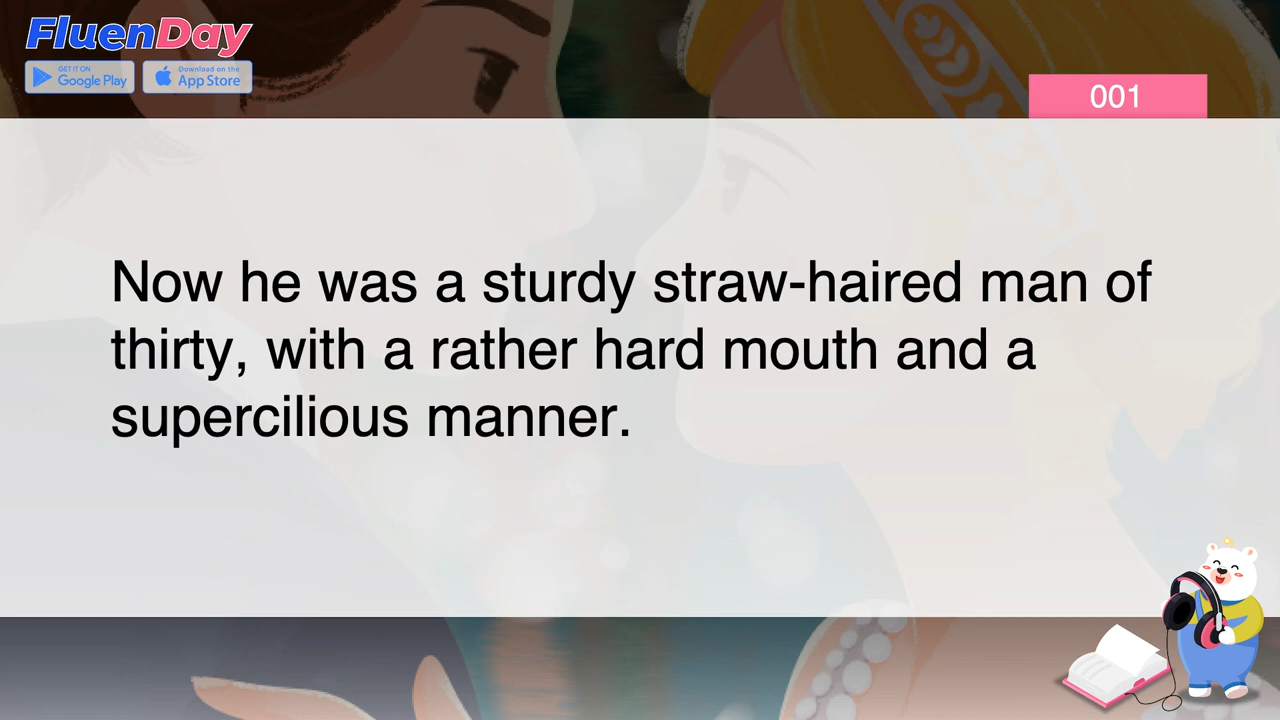 FluenDay
GET IT ON
Google Play
Download on the
App Store
001
Now he was a sturdy straw-haired man of
thirty, with a rather hard mouth and a
supercilious manner.